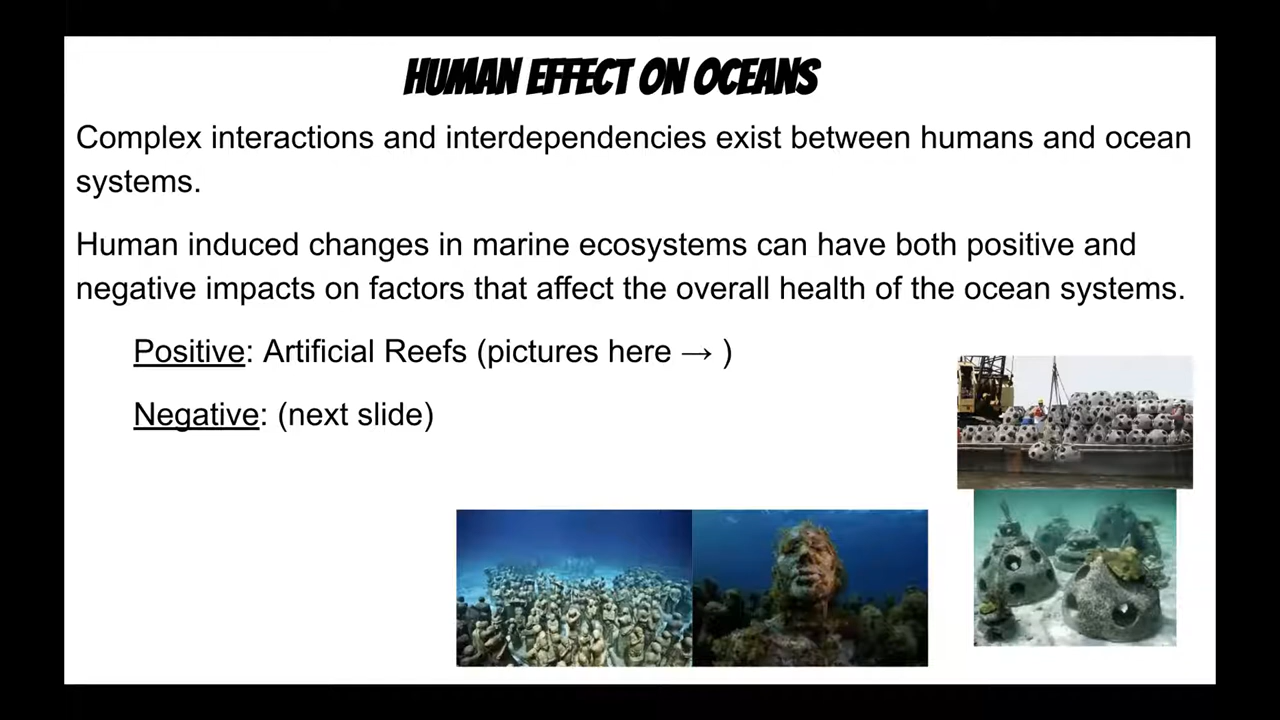 HUMAN EFFECT ON OCEANS
Complex interactions and interdependencies exist between humans and ocean
systems.
Human induced changes in marine ecosystems can have both positive and
negative impacts on factors that affect the overall health of the ocean systems.
Positive: Artificial Reefs (pictures here → )
Negative: (next slide)